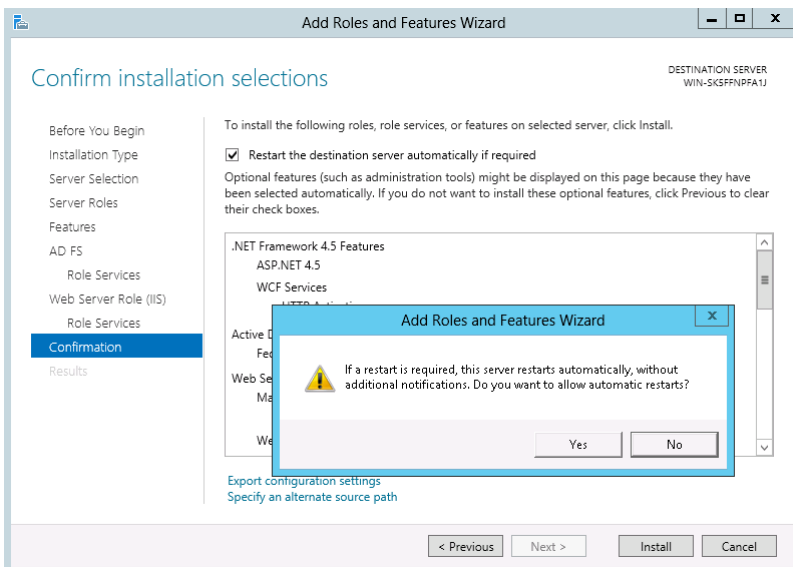 Add Roles and Features Wizard
Confirm installation selections
DESTINATION SERVER
WIN-SK5FFNPFA1J
Before You Begin
Installation Type
Server Selection
Server Roles
Features
AD FS
Role Services
Web Server Role (IIS)
Role Services
Confirmation
Results
To install the following roles, role services, or features on selected server, click Install.
Restart the destination server automatically if required
Optional features (such as administration tools) might be displayed on this page because they have
been selected automatically. If you do not want to install these optional features, click Previous to clear
their check boxes.
.NET Framework 4.5 Features
ASP.NET 4.5
WCF Services
Active D
Fed
Web Se
Ma
We
Add Roles and Features Wizard
If a restart is required, this server restarts automatically, without
additional notifications. Do you want to allow automatic restarts?
Yes
No
Export configuration settings
Specify an alternate source path
< Previous
Next >
Install
Cancel